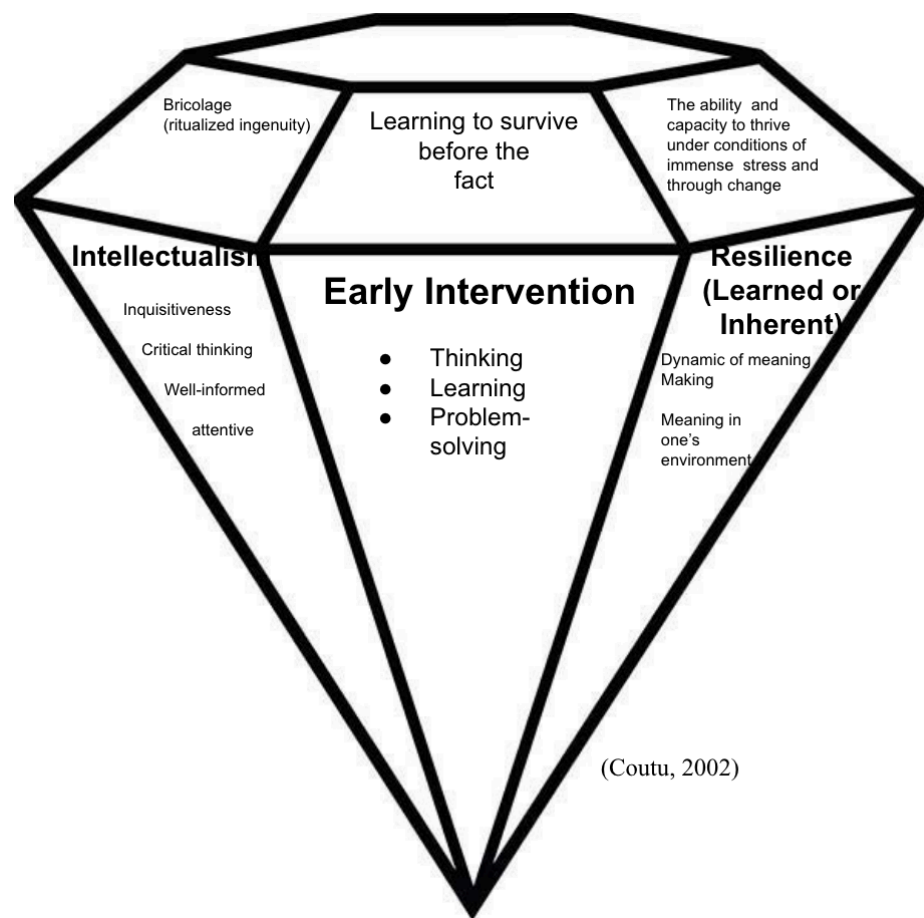 Bricolage
(ritualized ingenuity)
Learning to survive
before the
fact
The ability and
capacity to thrive
under conditions of
immense stress and
through change
Intellectualism
Inquisitiveness
Critical thinking
Well-informed
attentive
Early Intervention
● Thinking
● Learning
● Problem-
solving
Resilience
(Learned or
Inherent)
Dynamic of meaning
Making
Meaning in
one's
environment
(Coutu, 2002)